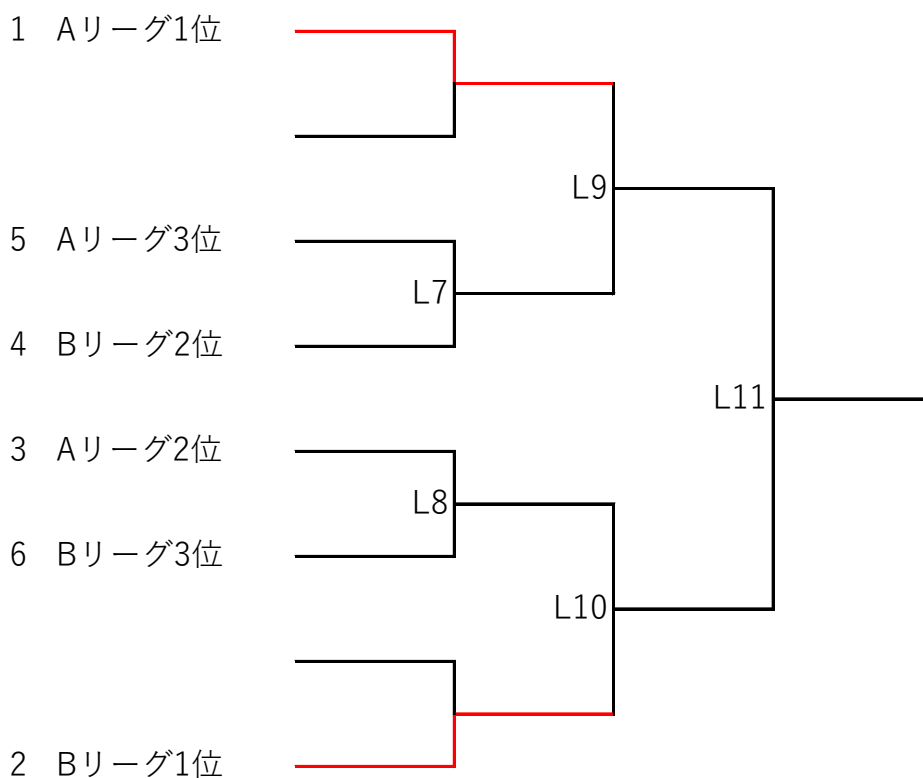 1 Aリーグ1位
L9
5 Aリーグ3位
L7
4 Bリーグ2位
L11
3 Aリーグ2位
L8
6 Bリーグ3位
L10
2 Bリーグ1位